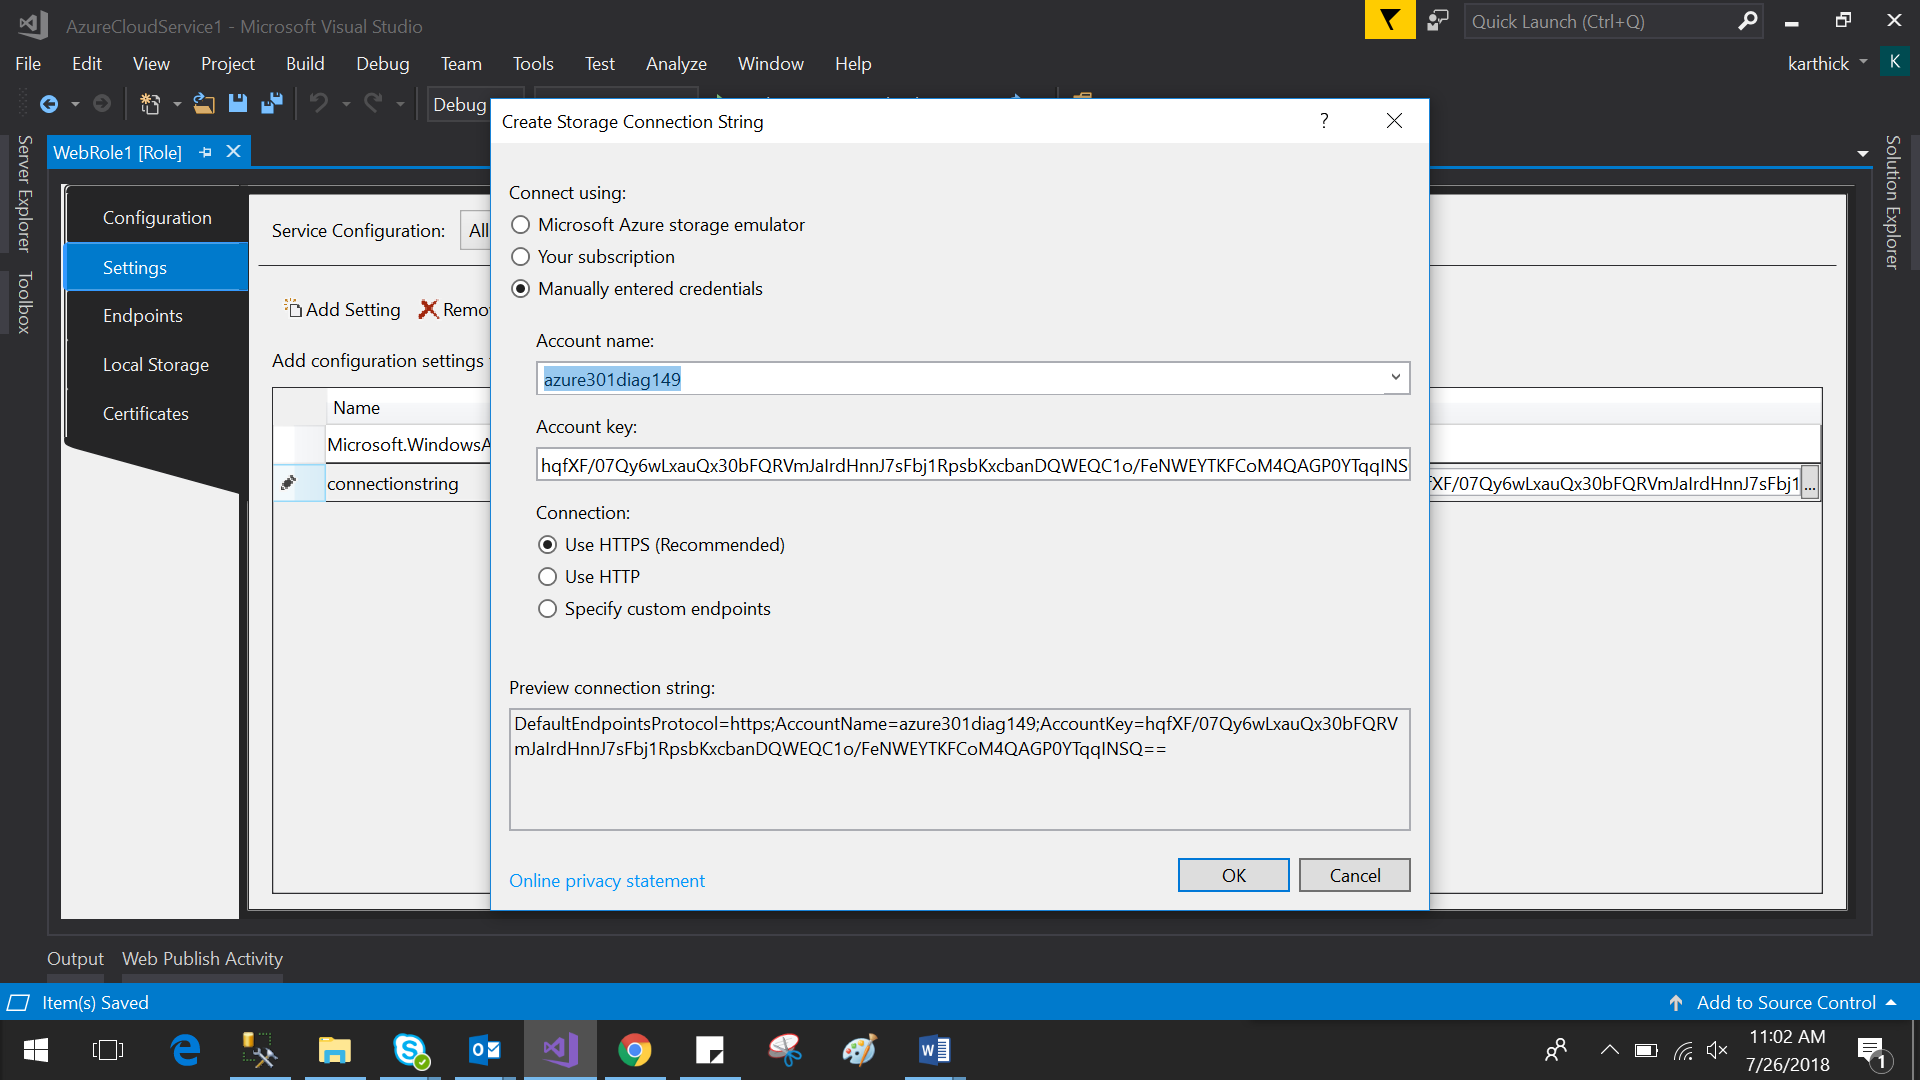 AzureCloudService1 - Microsoft Visual Studio
Quick Launch (Ctrl+Q)
File Edit View Project Build Debug Team Tools Test Analyze Window Help
karthick K
Debug
Server Explorer
Toolbox
Solution Explorer
WebRole1 [Role]
Configuration
Settings
Endpoints
Local Storage
Certificates
Service Configuration: All
Add Setting Remo
Add configuration settings
Name
Microsoft.WindowsA
connectionstring
XF/07Qy6wLxauQx30bFQRVmJaIrdHnnJ7sFbj1 ...
Create Storage Connection String ?
Connect using:
Microsoft Azure storage emulator
Your subscription
Manually entered credentials
Account name:
azure301diag149
Account key:
hqfXF/07Qy6wLxauQx30bFQRVmJaIrdHnnJ7sFbj1RpsbKxcbanDQWEQC1o/FeNWEYTKFCoM4QAGP0YTqqINS
Connection:
Use HTTPS (Recommended)
Use HTTP
Specify custom endpoints
Preview connection string:
DefaultEndpointsProtocol=https;AccountName=azure301diag149;AccountKey=hqfXF/07Qy6wLxauQx30bFQRV
mJaIrdHnnJ7sFbj1RpsbKxcbanDQWEQC1o/FeNWEYTKFCoM4QAGP0YTqqINSQ==
Online privacy statement
OK Cancel
Output Web Publish Activity
Item(s) Saved
Add to Source Control
11:02 AM
7/26/2018
1